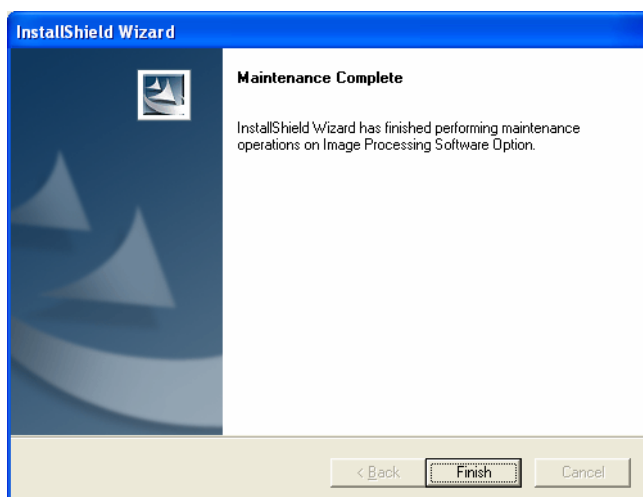 InstallShield Wizard
Maintenance Complete
InstallShield Wizard has finished performing maintenance
operations on Image Processing Software Option.
< Back
Finish
Cancel